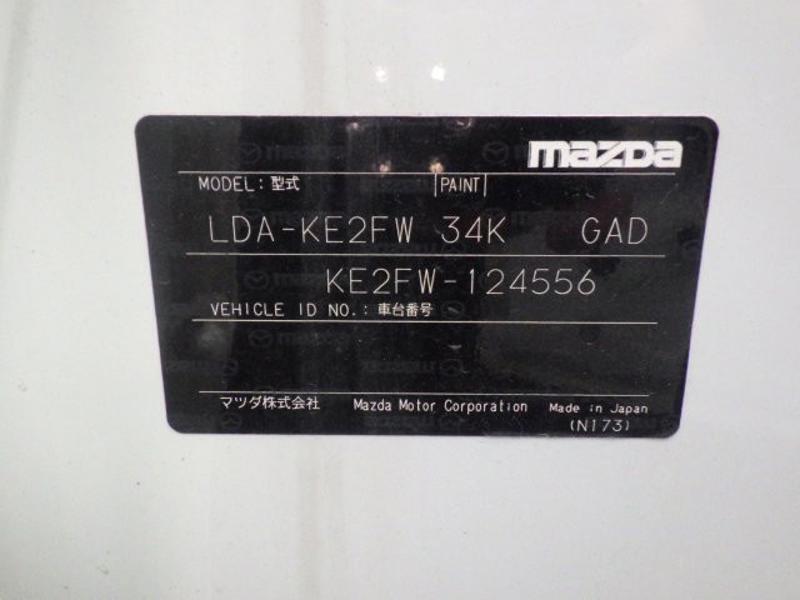 mazda
MODEL: 型式 |PAINT|
LDA-KE2FW 34K GAD
KE2FW-124556
VEHICLE ID NO.: 車台番号
マツダ株式会社 Mazda Motor Corporation Made in Japan
(N173)